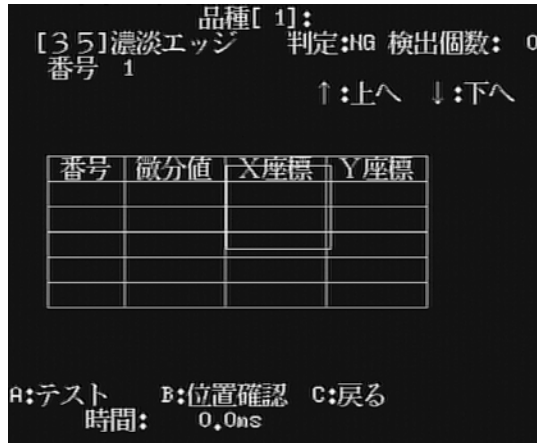 品種[ 1]:
[35]濃淡エッジ 判定:NG 検出個数: 0
番号 1
↑:上へ ↓:下へ
番号 微分値 X座標 Y座標
A:テスト B:位置確認 C:戻る
時間: 0.0ms